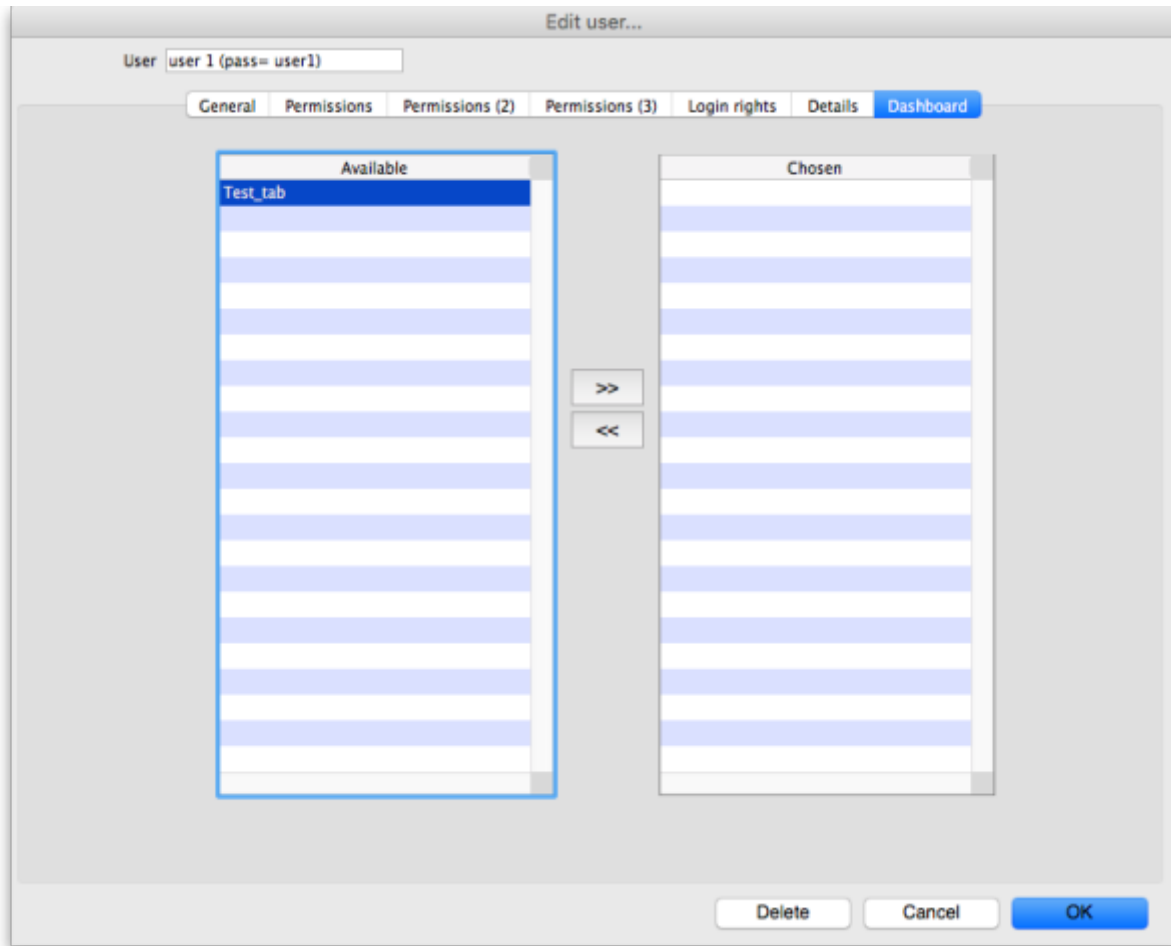 Edit user...
User user 1 (pass= user1)
General Permissions Permissions (2) Permissions (3) Login rights Details Dashboard
Available Chosen
Test_tab
>>
<<
Delete Cancel OK